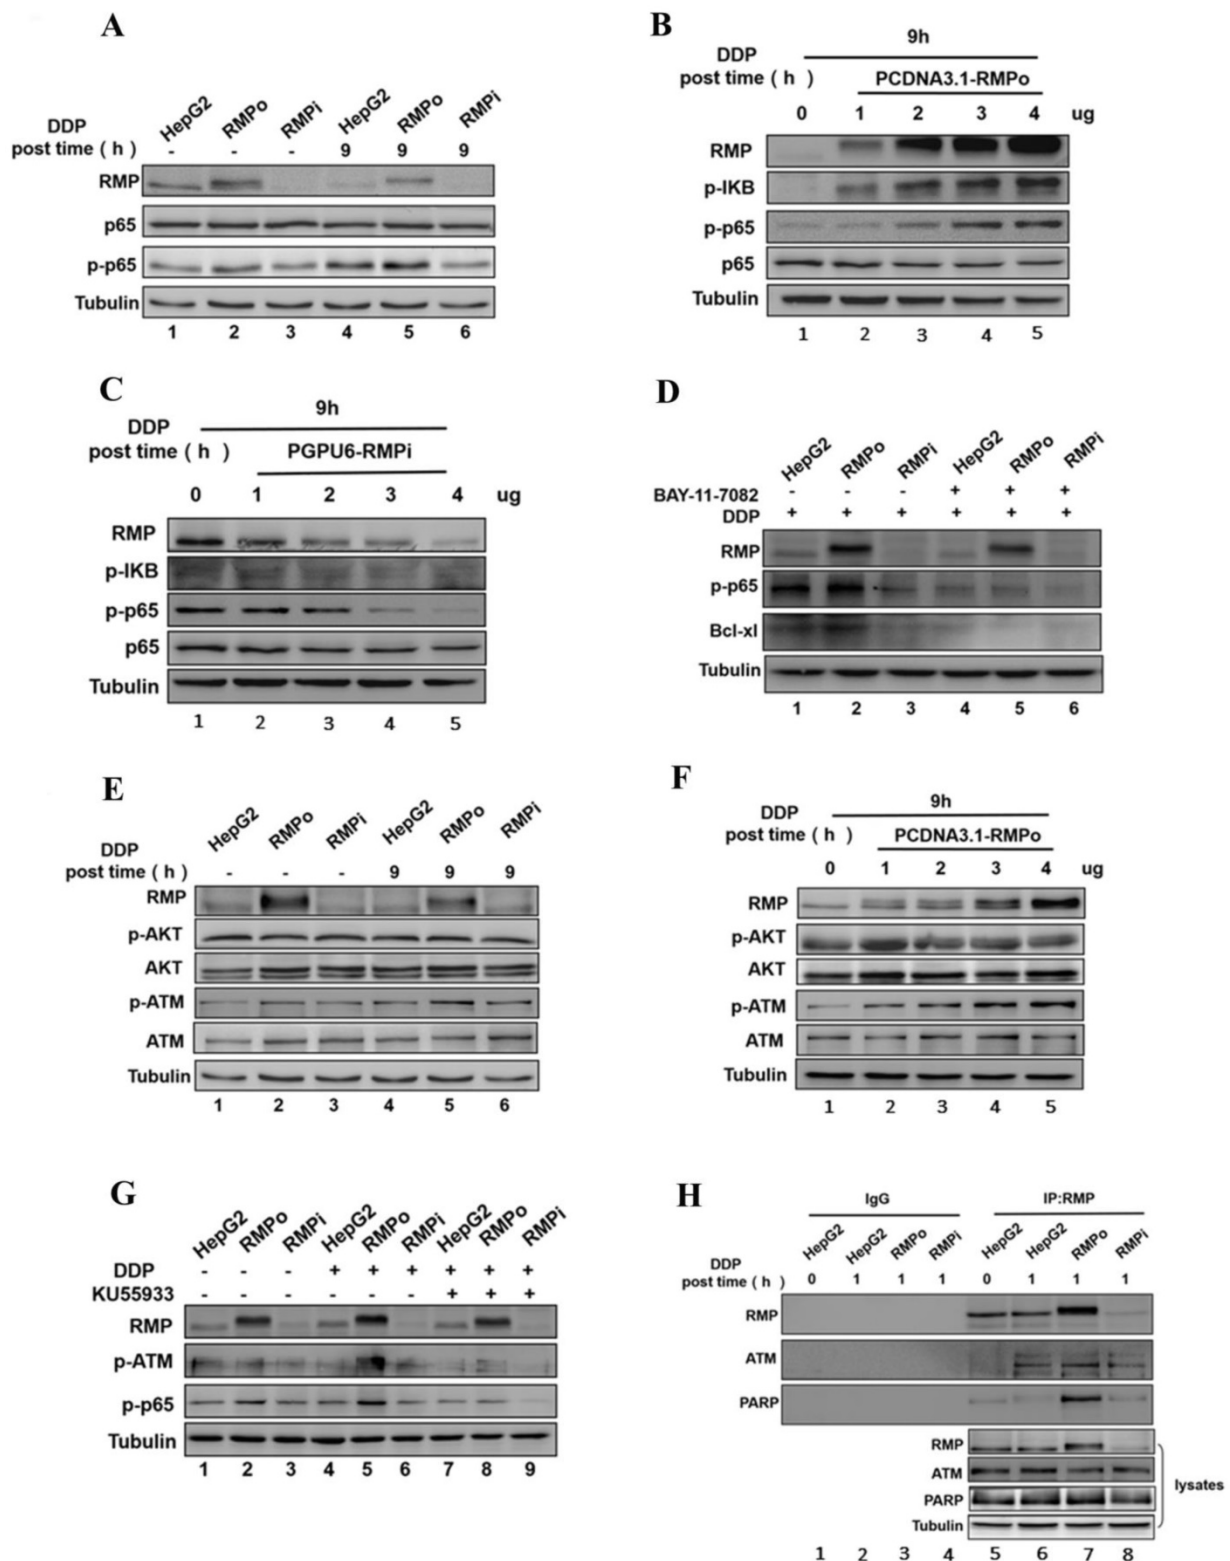 A
HepG2 RMPo RMPi HepG2 RMPo RMPi
DDP
post time ( h ) - - - 9 9 9
RMP
p65
p-p65
Tubulin
1 2 3 4 5 6
B
9h
DDP
post time ( h ) PCDNA3.1-RMPo
0 1 2 3 4 ug
RMP
p-IKB
p-p65
p65
Tubulin
1 2 3 4 5
C
9h
DDP
post time ( h ) PGPU6-RMPi
0 1 2 3 4 ug
RMP
p-IKB
p-p65
p65
Tubulin
1 2 3 4 5
D
HepG2 RMPo RMPi HepG2 RMPo RMPi
BAY-11-7082 - - - + + +
DDP + + + + + +
RMP
p-p65
Bcl-xl
Tubulin
1 2 3 4 5 6
E
HepG2 RMPo RMPi HepG2 RMPo RMPi
DDP
post time ( h ) - - - 9 9 9
RMP
p-AKT
AKT
p-ATM
ATM
Tubulin
1 2 3 4 5 6
F
9h
DDP
post time ( h ) PCDNA3.1-RMPo
0 1 2 3 4 ug
RMP
p-AKT
AKT
p-ATM
ATM
Tubulin
1 2 3 4 5
G
HepG2 RMPo RMPi HepG2 RMPo RMPi HepG2 RMPo RMPi
DDP - - - + + + + + +
KU55933 - - - - - - + + +
RMP
p-ATM
p-p65
Tubulin
1 2 3 4 5 6 7 8 9
H
IgG IP:RMP
HepG2 HepG2 RMPo RMPi HepG2 HepG2 RMPo RMPi
DDP
post time ( h ) 0 1 1 1 0 1 1 1
RMP
ATM
PARP
RMP
ATM
lysates
PARP
Tubulin
1 2 3 4 5 6 7 8